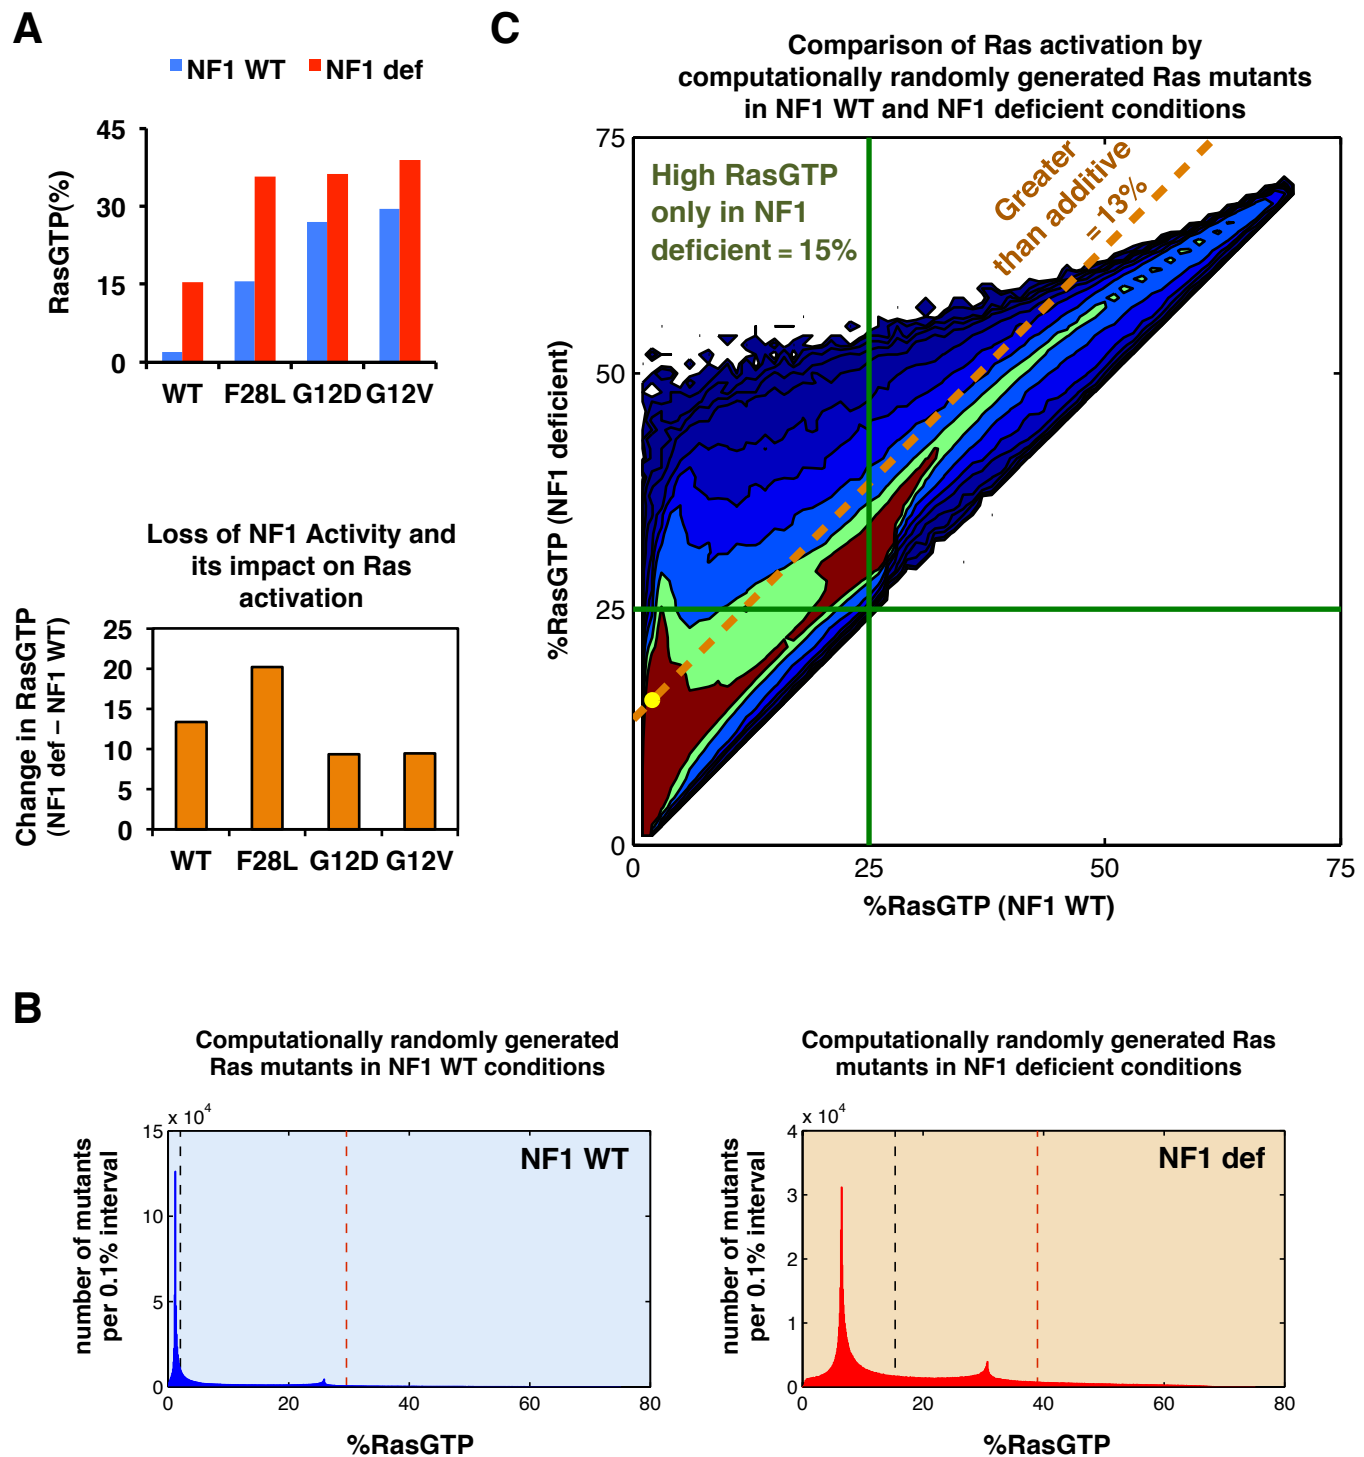 A
NF1 WT
NF1 def
RasGTP(%)
45
30
15
0
WT F28L G12D G12V
Loss of NF1 Activity and
its impact on Ras
activation
Change in RasGTP
(NF1 def – NF1 WT)
25
20
15
10
5
0
WT F28L G12D G12V
C
Comparison of Ras activation by
computationally randomly generated Ras mutants
in NF1 WT and NF1 deficient conditions
High RasGTP
only in NF1
deficient = 15%
Greater
than additive
= 13%
%RasGTP (NF1 deficient)
75
50
25
0
0 25 50 75
%RasGTP (NF1 WT)
B
Computationally randomly generated
Ras mutants in NF1 WT conditions
number of mutants
per 0.1% interval
x 10⁴
15
10
5
0
NF1 WT
0 20 40 60 80
%RasGTP
Computationally randomly generated Ras
mutants in NF1 deficient conditions
number of mutants
per 0.1% interval
x 10⁴
4
3
2
1
0
NF1 def
0 20 40 60 80
%RasGTP